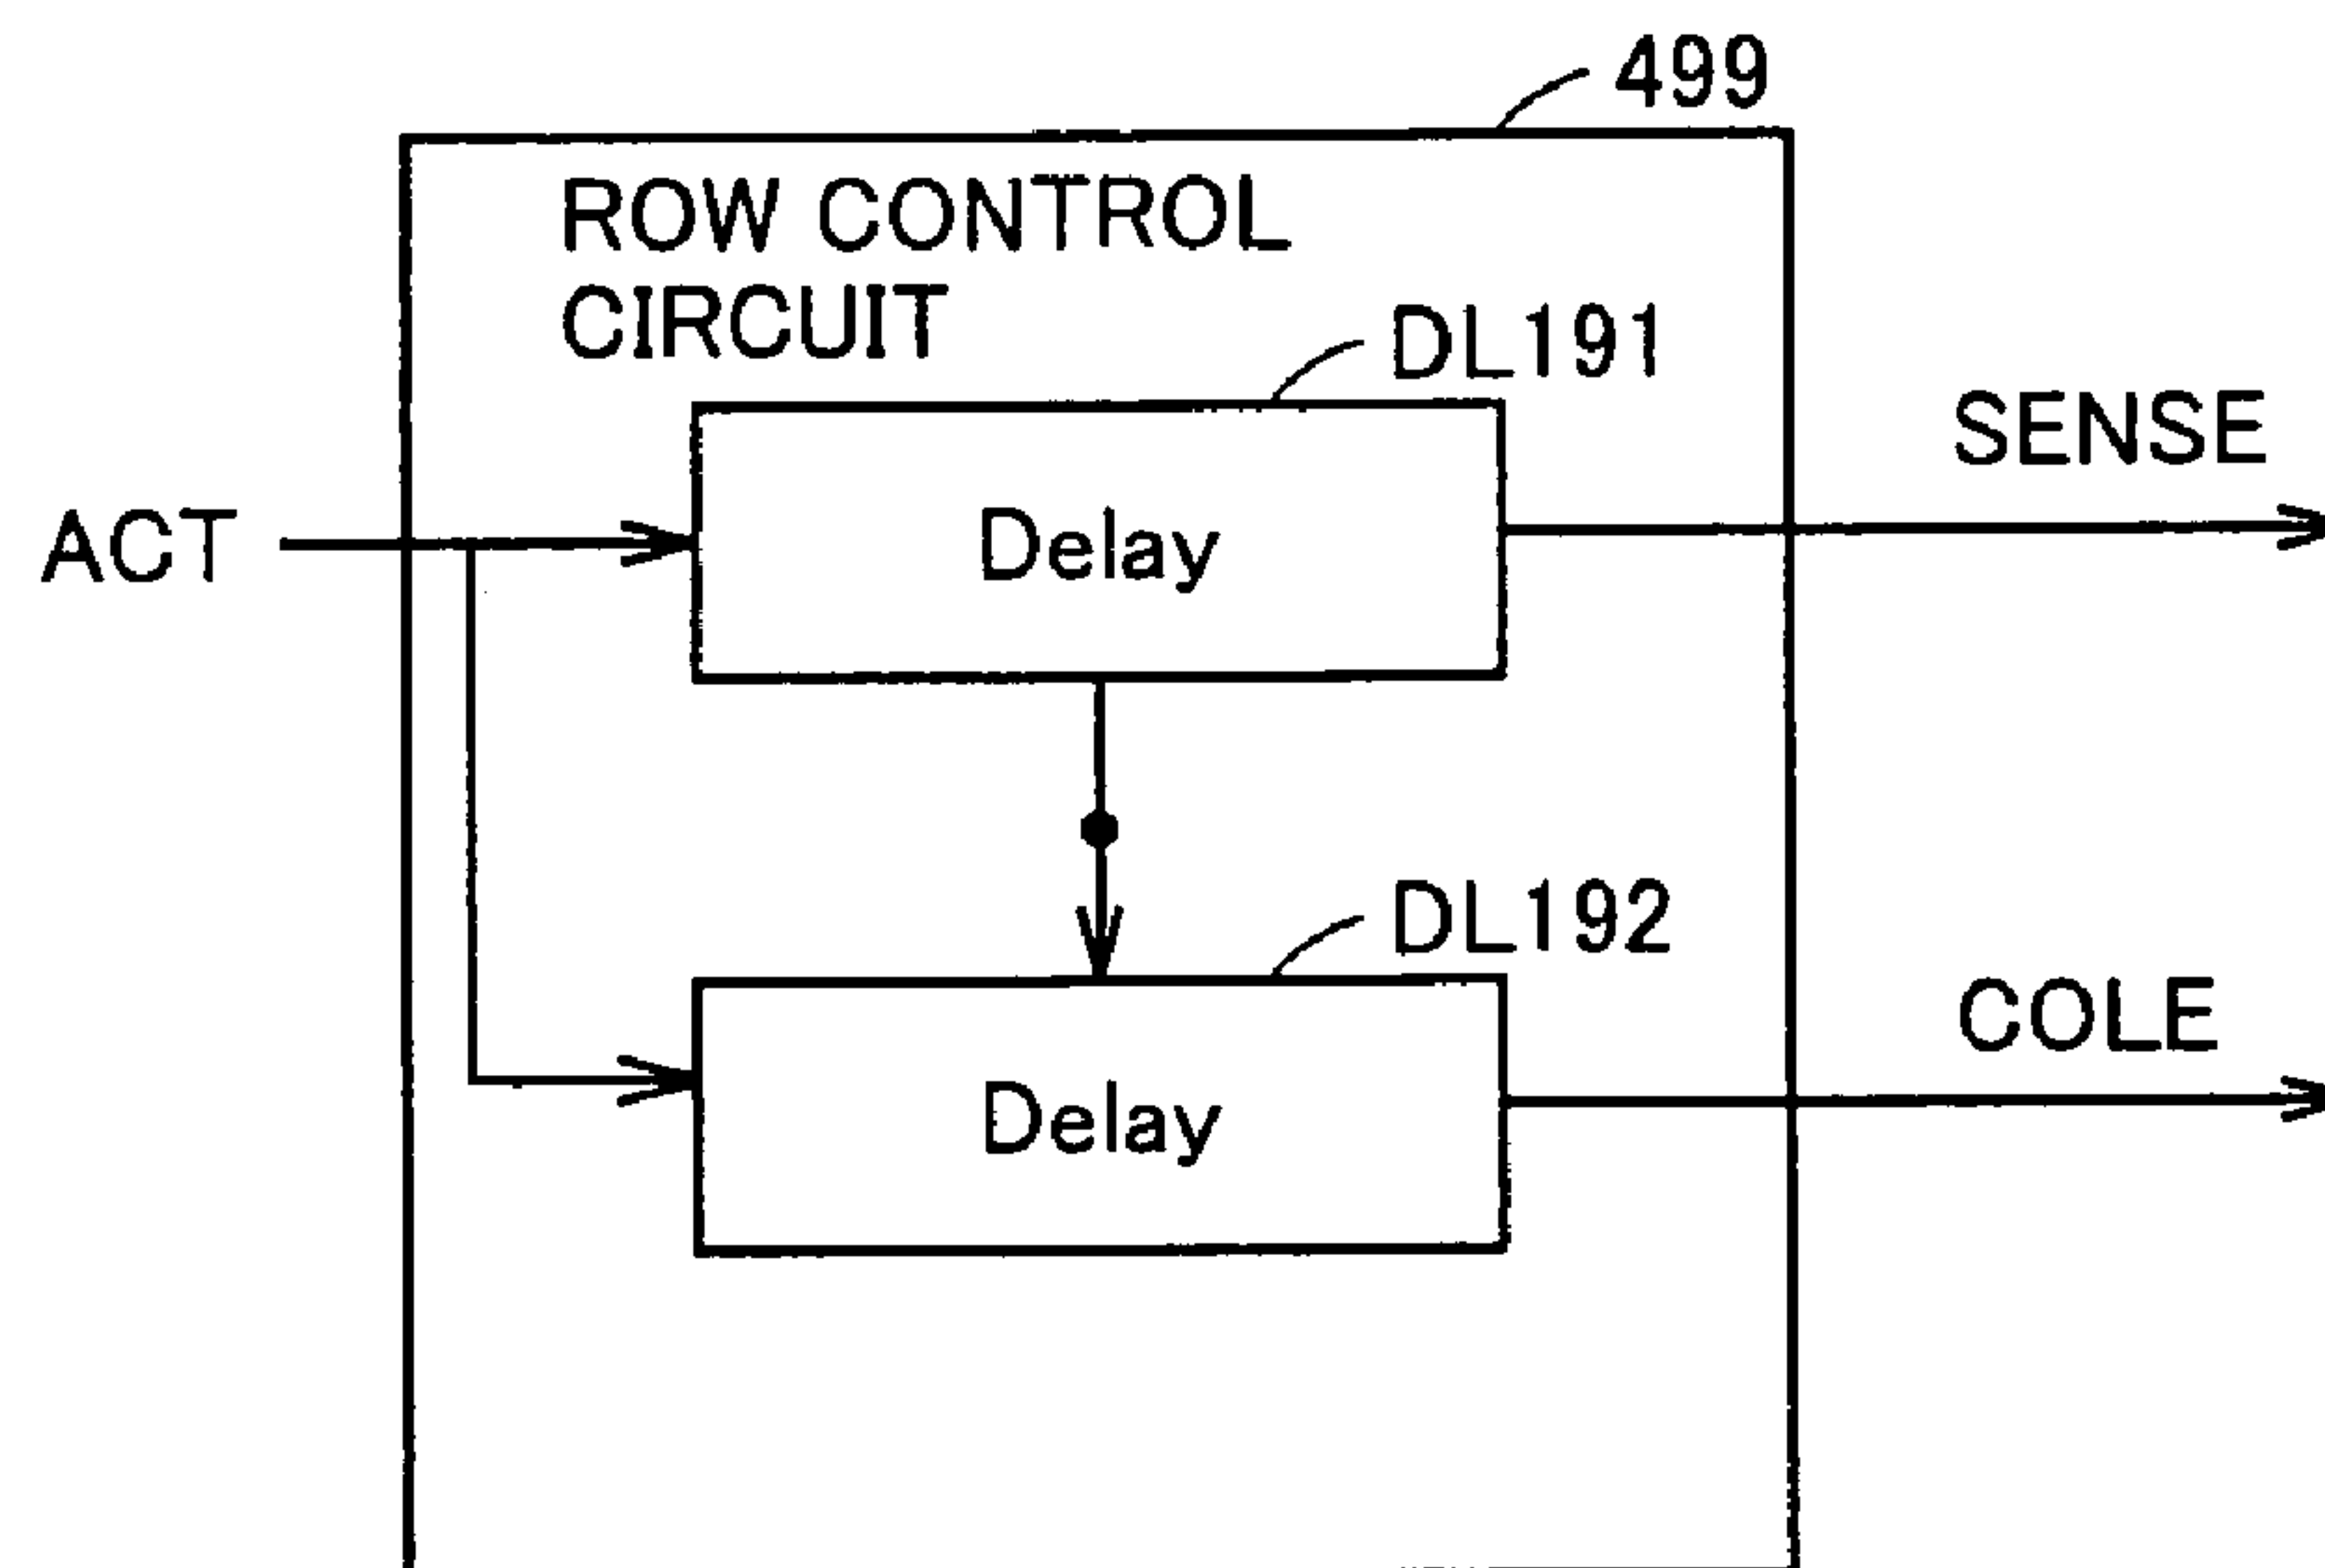 499
ROW CONTROL
CIRCUIT
DL191
SENSE
ACT
Delay
DL192
COLE
Delay